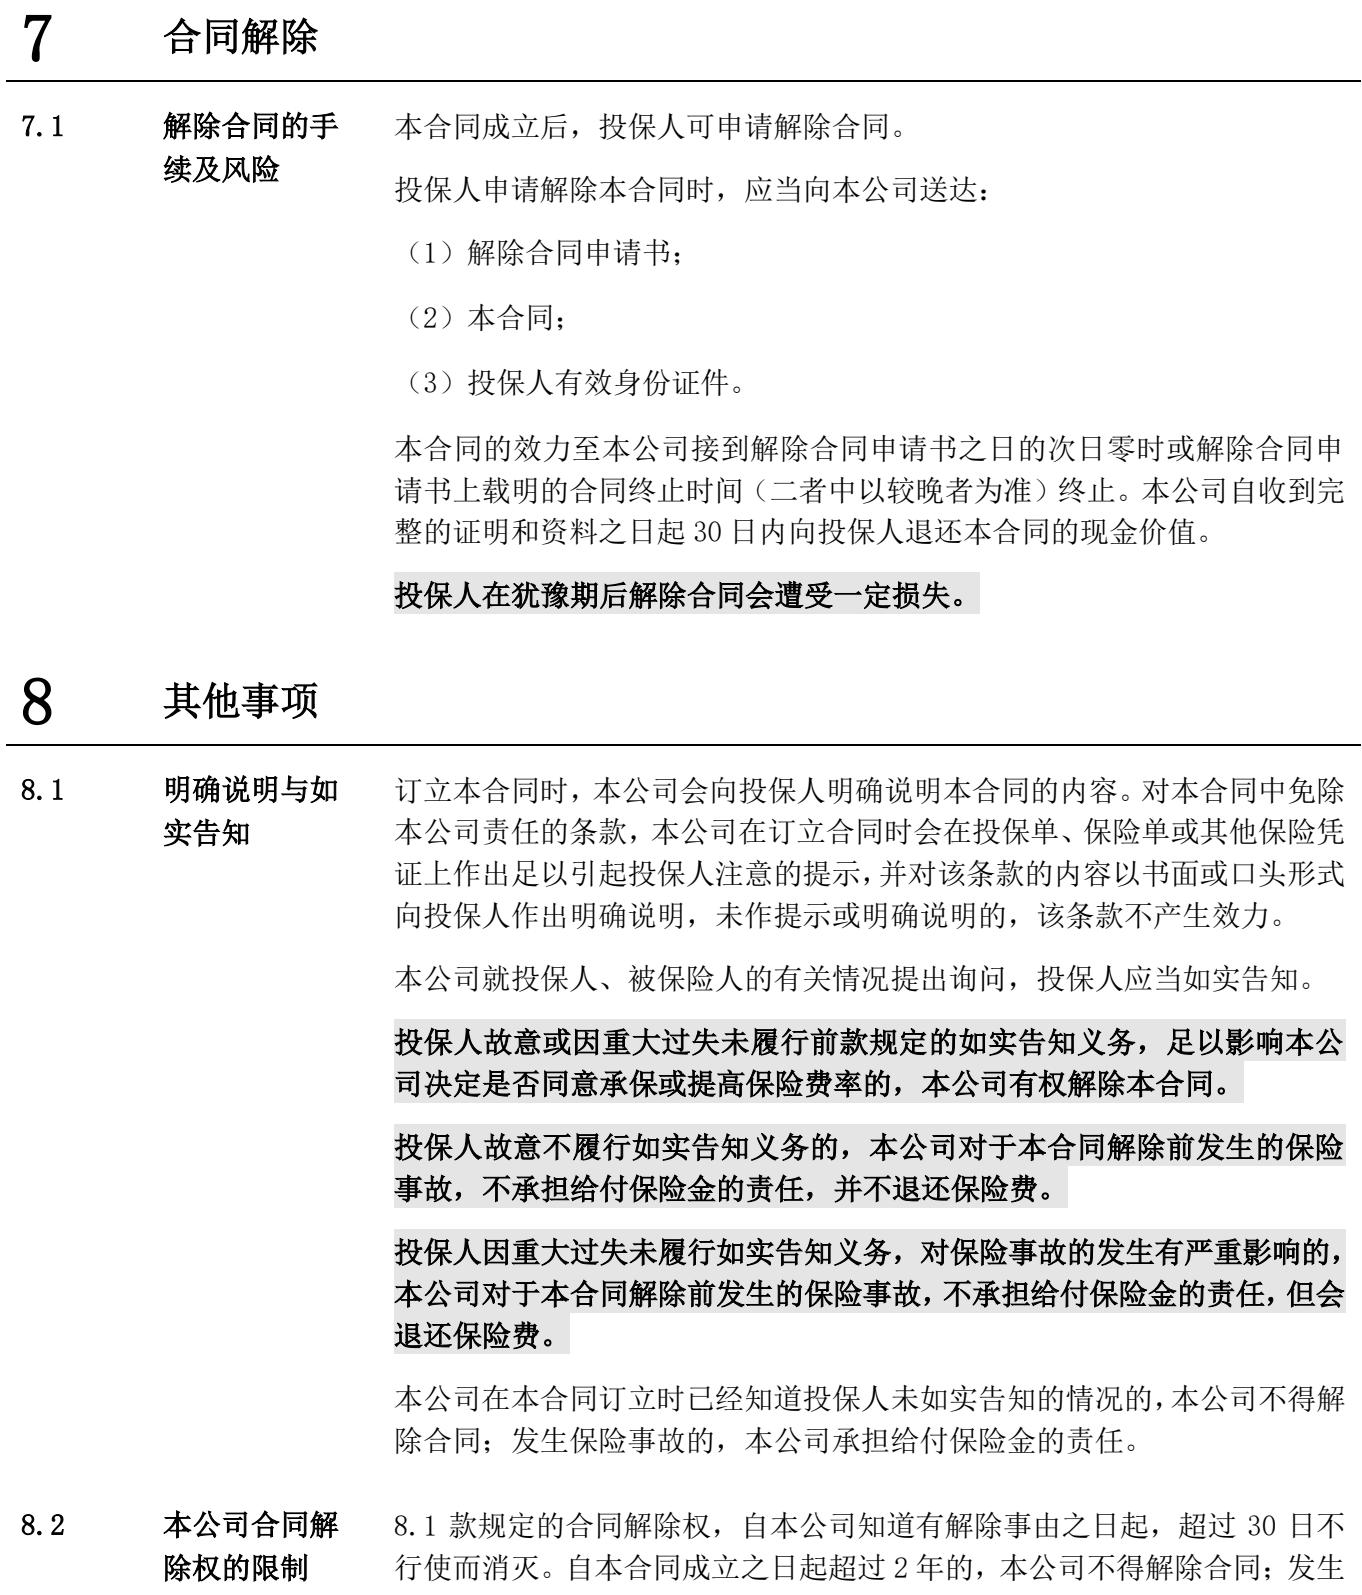 7 合同解除
7.1 解除合同的手 本合同成立后，投保人可申请解除合同。
续及风险
投保人申请解除本合同时，应当向本公司送达：
（1）解除合同申请书；
（2）本合同；
（3）投保人有效身份证件。
本合同的效力至本公司接到解除合同申请书之日的次日零时或解除合同申
请书上载明的合同终止时间（二者中以较晚者为准）终止。本公司自收到完
整的证明和资料之日起 30 日内向投保人退还本合同的现金价值。
投保人在犹豫期后解除合同会遭受一定损失。
8 其他事项
8.1 明确说明与如 订立本合同时，本公司会向投保人明确说明本合同的内容。对本合同中免除
实告知 本公司责任的条款，本公司在订立合同时会在投保单、保险单或其他保险凭
证上作出足以引起投保人注意的提示，并对该条款的内容以书面或口头形式
向投保人作出明确说明，未作提示或明确说明的，该条款不产生效力。
本公司就投保人、被保险人的有关情况提出询问，投保人应当如实告知。
投保人故意或因重大过失未履行前款规定的如实告知义务，足以影响本公
司决定是否同意承保或提高保险费率的，本公司有权解除本合同。
投保人故意不履行如实告知义务的，本公司对于本合同解除前发生的保险
事故，不承担给付保险金的责任，并不退还保险费。
投保人因重大过失未履行如实告知义务，对保险事故的发生有严重影响的，
本公司对于本合同解除前发生的保险事故，不承担给付保险金的责任，但会
退还保险费。
本公司在本合同订立时已经知道投保人未如实告知的情况的，本公司不得解
除合同；发生保险事故的，本公司承担给付保险金的责任。
8.2 本公司合同解 8.1 款规定的合同解除权，自本公司知道有解除事由之日起，超过 30 日不
除权的限制 行使而消灭。自本合同成立之日起超过 2 年的，本公司不得解除合同；发生